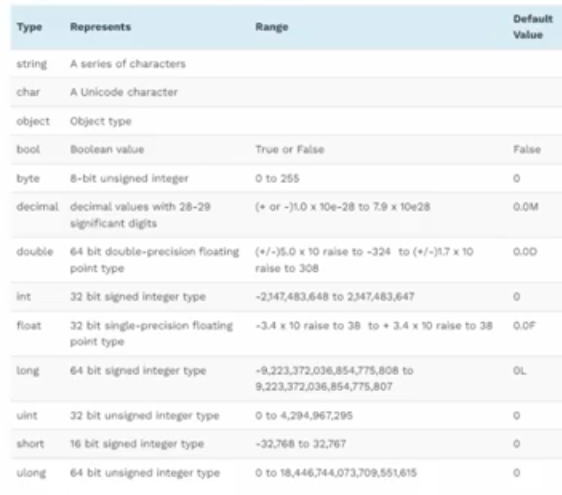 Type Represents Range Default Value
string A series of characters
char A Unicode character
object Object type
bool Boolean value True or False False
byte 8-bit unsigned integer 0 to 255 0
decimal decimal values with 28-29 significant digits (+ or -)1.0 x 10e-28 to 7.9 x 10e28 0.0M
double 64 bit double-precision floating point type (+/-)5.0 x 10 raise to -324 to (+/-)1.7 x 10 raise to 308 0.0D
int 32 bit signed integer type -2,147,483,648 to 2,147,483,647 0
float 32 bit single-precision floating point type -3.4 x 10 raise to 38 to + 3.4 x 10 raise to 38 0.0F
long 64 bit signed integer type -9,223,372,036,854,775,808 to 9,223,372,036,854,775,807 0L
uint 32 bit unsigned integer type 0 to 4,294,967,295 0
short 16 bit signed integer type -32,768 to 32,767 0
ulong 64 bit unsigned integer type 0 to 18,446,744,073,709,551,615 0